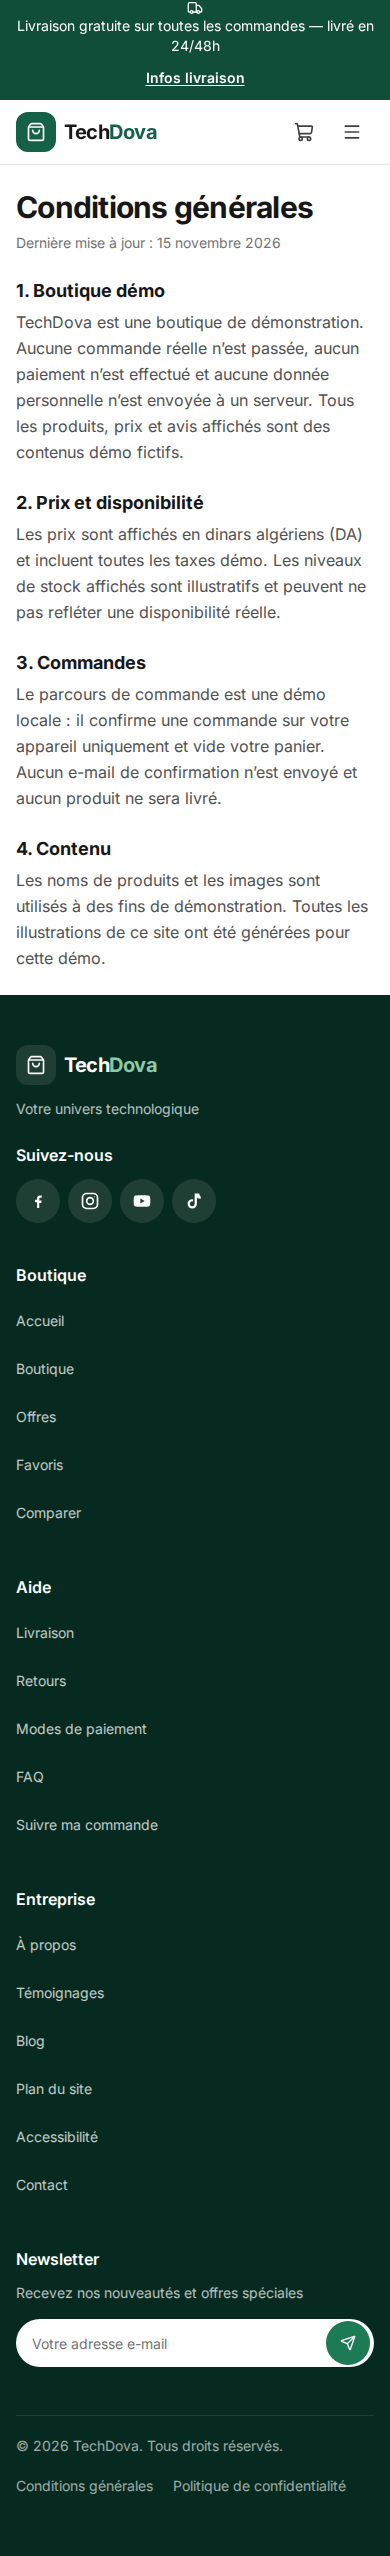 Livraison gratuite sur toutes les commandes — livré en
24/48h
Infos livraison
TechDova
Conditions générales
Dernière mise à jour : 15 novembre 2026
1. Boutique démo
TechDova est une boutique de démonstration.
Aucune commande réelle n’est passée, aucun
paiement n’est effectué et aucune donnée
personnelle n’est envoyée à un serveur. Tous
les produits, prix et avis affichés sont des
contenus démo fictifs.
2. Prix et disponibilité
Les prix sont affichés en dinars algériens (DA)
et incluent toutes les taxes démo. Les niveaux
de stock affichés sont illustratifs et peuvent ne
pas refléter une disponibilité réelle.
3. Commandes
Le parcours de commande est une démo
locale : il confirme une commande sur votre
appareil uniquement et vide votre panier.
Aucun e-mail de confirmation n’est envoyé et
aucun produit ne sera livré.
4. Contenu
Les noms de produits et les images sont
utilisés à des fins de démonstration. Toutes les
illustrations de ce site ont été générées pour
cette démo.
TechDova
Votre univers technologique
Suivez-nous
Boutique
Accueil
Boutique
Offres
Favoris
Comparer
Aide
Livraison
Retours
Modes de paiement
FAQ
Suivre ma commande
Entreprise
À propos
Témoignages
Blog
Plan du site
Accessibilité
Contact
Newsletter
Recevez nos nouveautés et offres spéciales
Votre adresse e-mail
© 2026 TechDova. Tous droits réservés.
Conditions générales Politique de confidentialité